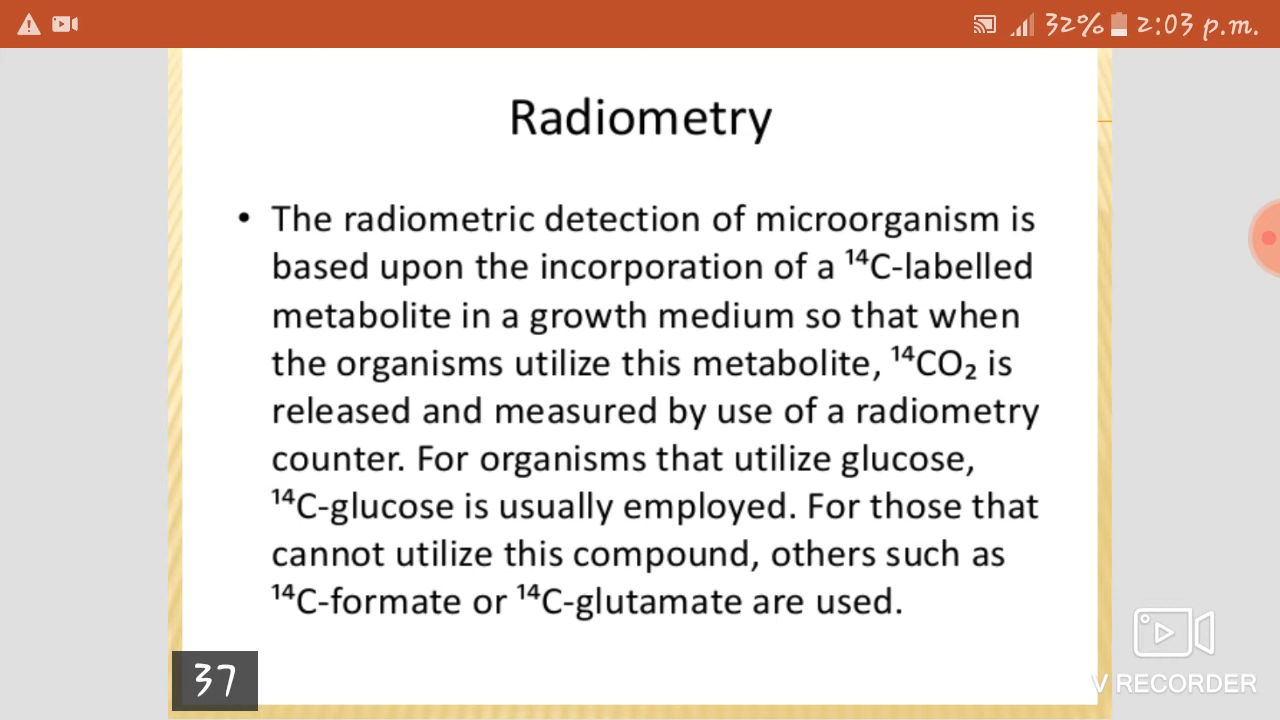 32% 2:03 p.m.
Radiometry
• The radiometric detection of microorganism is
based upon the incorporation of a ¹⁴C-labelled
metabolite in a growth medium so that when
the organisms utilize this metabolite, ¹⁴CO₂ is
released and measured by use of a radiometry
counter. For organisms that utilize glucose,
¹⁴C-glucose is usually employed. For those that
cannot utilize this compound, others such as
¹⁴C-formate or ¹⁴C-glutamate are used.
37
V RECORDER